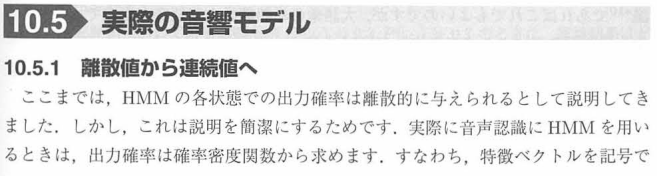 10.5 実際の音響モデル
10.5.1 離散値から連続値へ
ここまでは，HMM の各状態での出力確率は離散的に与えられるとして説明してき
ました．しかし，これは説明を簡潔にするためです．実際に音声認識に HMM を用い
るときは，出力確率は確率密度関数から求めます．すなわち，特徴ベクトルを記号で